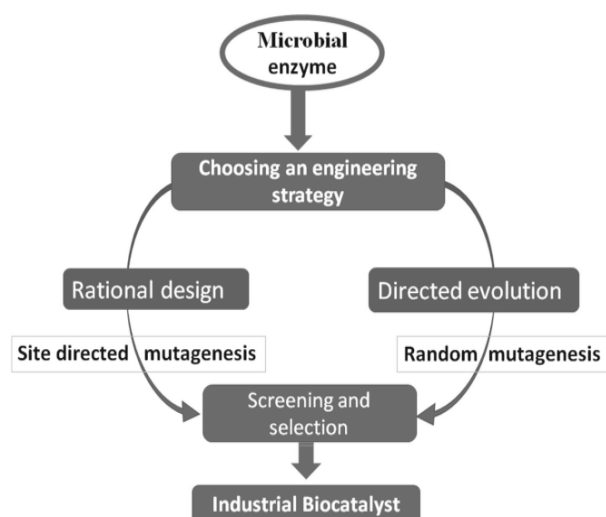 Microbial
enzyme
Choosing an engineering
strategy
Rational design
Directed evolution
Site directed mutagenesis
Random mutagenesis
Screening and
selection
Industrial Biocatalyst